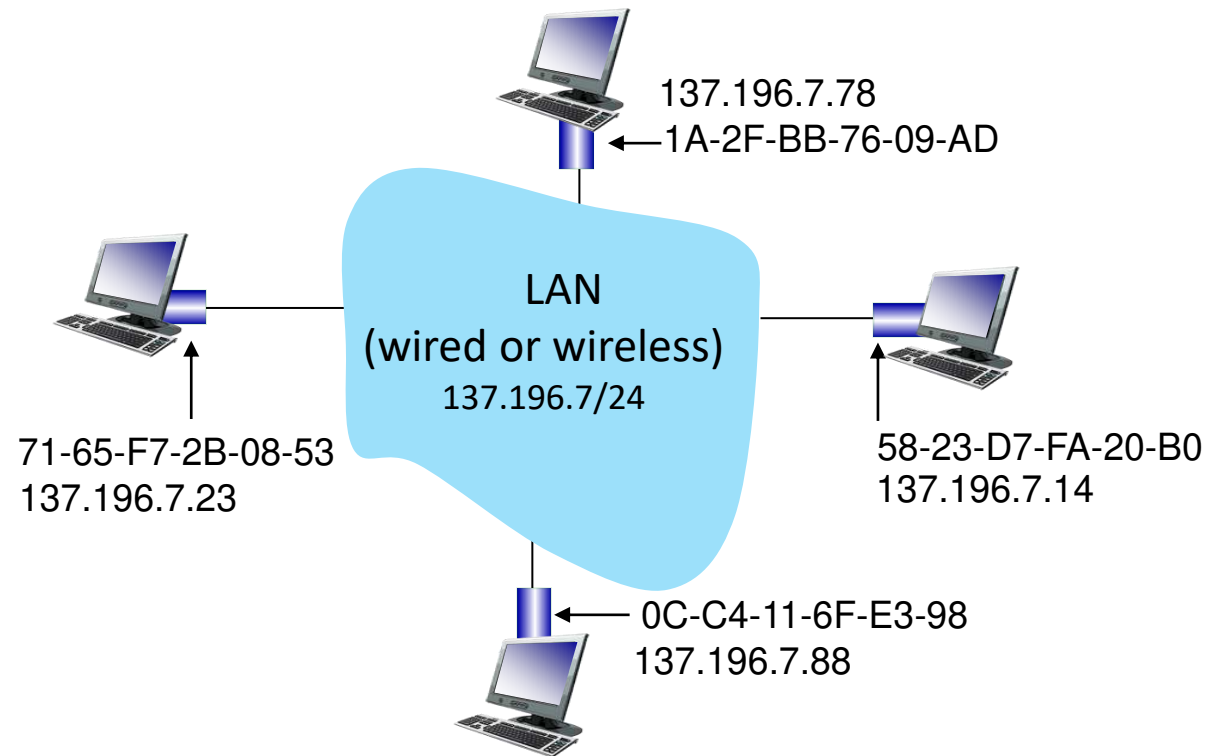 137.196.7.78
1A-2F-BB-76-09-AD
LAN
(wired or wireless)
137.196.7/24
71-65-F7-2B-08-53
137.196.7.23
58-23-D7-FA-20-B0
137.196.7.14
0C-C4-11-6F-E3-98
137.196.7.88